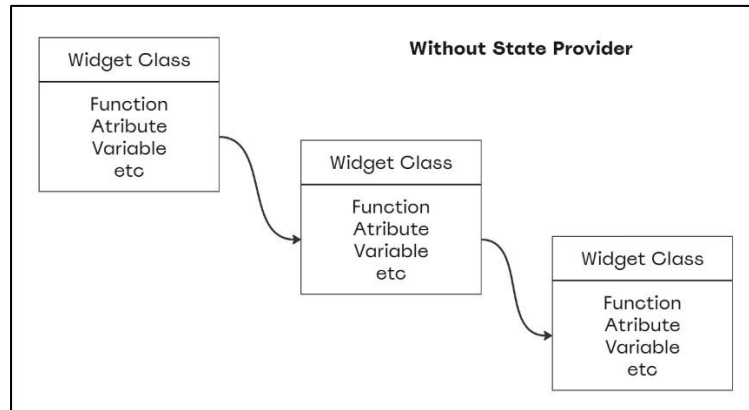 Without State Provider
Widget Class
Function
Atribute
Variable
etc
Widget Class
Function
Atribute
Variable
etc
Widget Class
Function
Atribute
Variable
etc